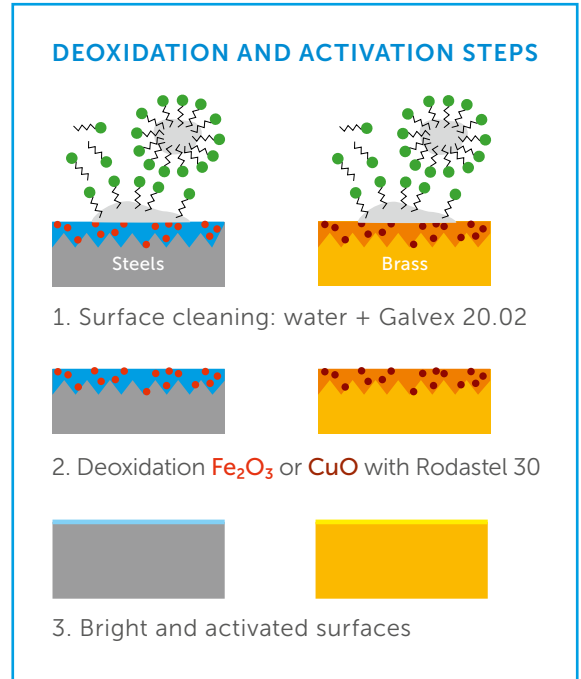 DEOXIDATION AND ACTIVATION STEPS
Steels
Brass
1. Surface cleaning: water + Galvex 20.02
2. Deoxidation Fe₂O₃ or CuO with Rodastel 30
3. Bright and activated surfaces